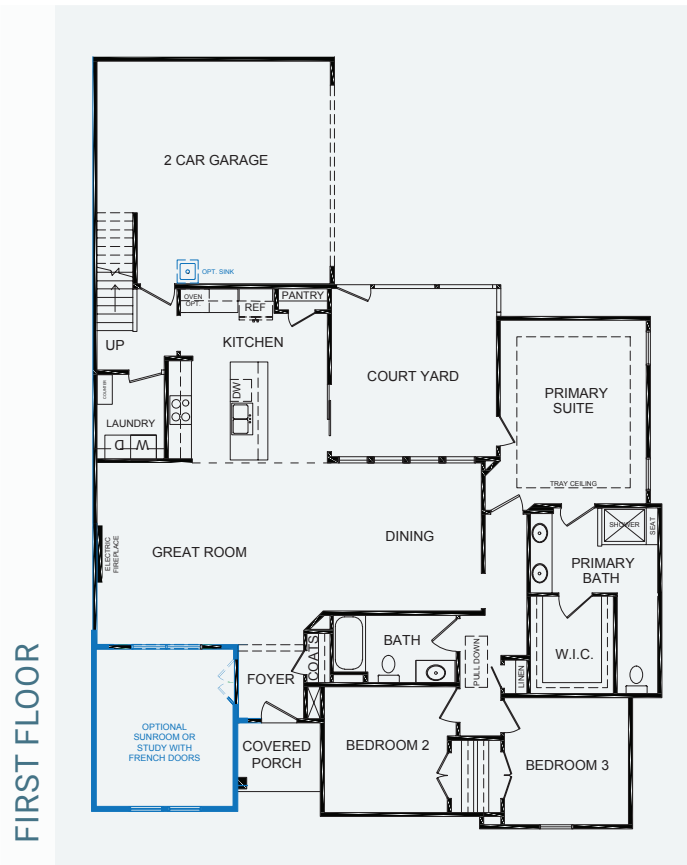 2 CAR GARAGE
OPT. SINK
OVEN
OPT.
REF
PANTRY
UP
KITCHEN
COURT YARD
PRIMARY
SUITE
COUNTER
DW
LAUNDRY
D
W
TRAY CEILING
SHOWER
SEAT
ELECTRIC
FIREPLACE
GREAT ROOM
DINING
PRIMARY
BATH
BATH
COATS
PULL DOWN
W.I.C.
LINEN
FOYER
OPTIONAL
SUNROOM OR
STUDY WITH
FRENCH DOORS
COVERED
PORCH
BEDROOM 2
BEDROOM 3
FIRST FLOOR